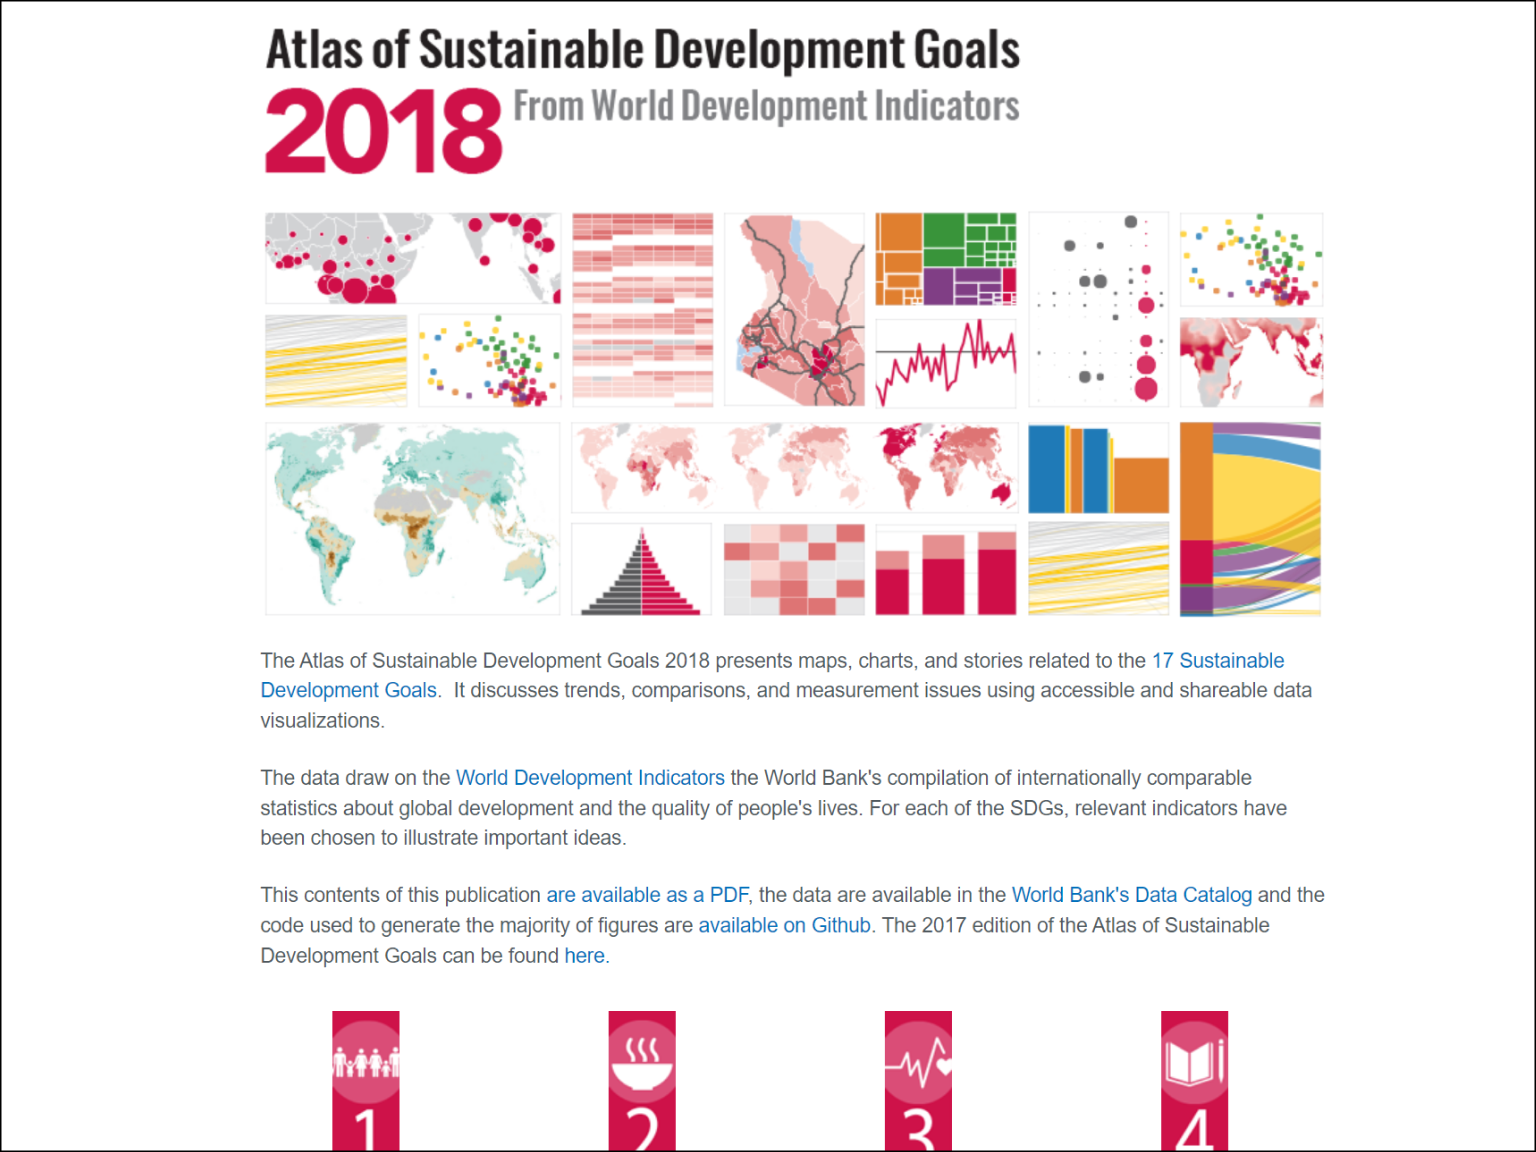 Atlas of Sustainable Development Goals
2018 From World Development Indicators
The Atlas of Sustainable Development Goals 2018 presents maps, charts, and stories related to the 17 Sustainable
Development Goals.  It discusses trends, comparisons, and measurement issues using accessible and shareable data
visualizations.
The data draw on the World Development Indicators the World Bank's compilation of internationally comparable
statistics about global development and the quality of people's lives. For each of the SDGs, relevant indicators have
been chosen to illustrate important ideas.
This contents of this publication are available as a PDF, the data are available in the World Bank's Data Catalog and the
code used to generate the majority of figures are available on Github. The 2017 edition of the Atlas of Sustainable
Development Goals can be found here.
1 2 3 4